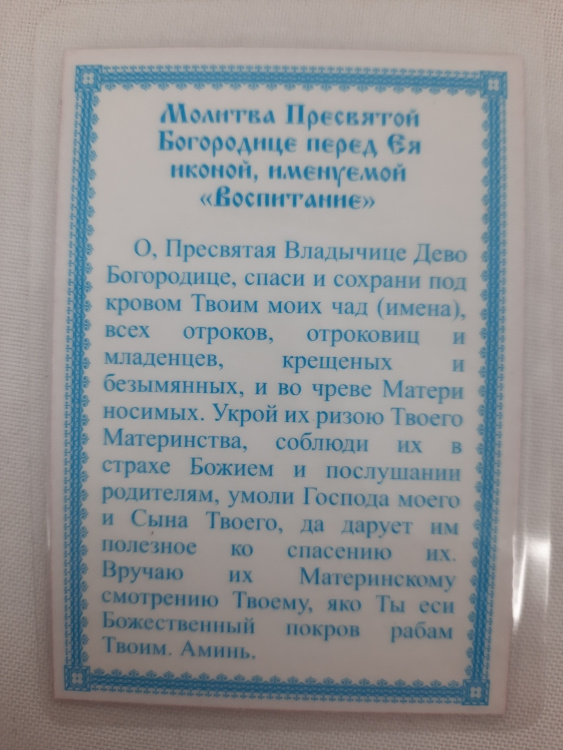 Молитва Пресвятой
Богородице перед Ея
иконой, именуемой
«Воспитание»
О, Пресвятая Владычице Дево
Богородице, спаси и сохрани под
кровом Твоим моих чад (имена),
всех отроков, отроковиц и
младенцев, крещеных и
безымянных, и во чреве Матери
носимых. Укрой их ризою Твоего
Материнства, соблюди их в
страхе Божием и послушании
родителям, умоли Господа моего
и Сына Твоего, да дарует им
полезное ко спасению их.
Вручаю их Материнскому
смотрению Твоему, яко Ты еси
Божественный покров рабам
Твоим. Аминь.